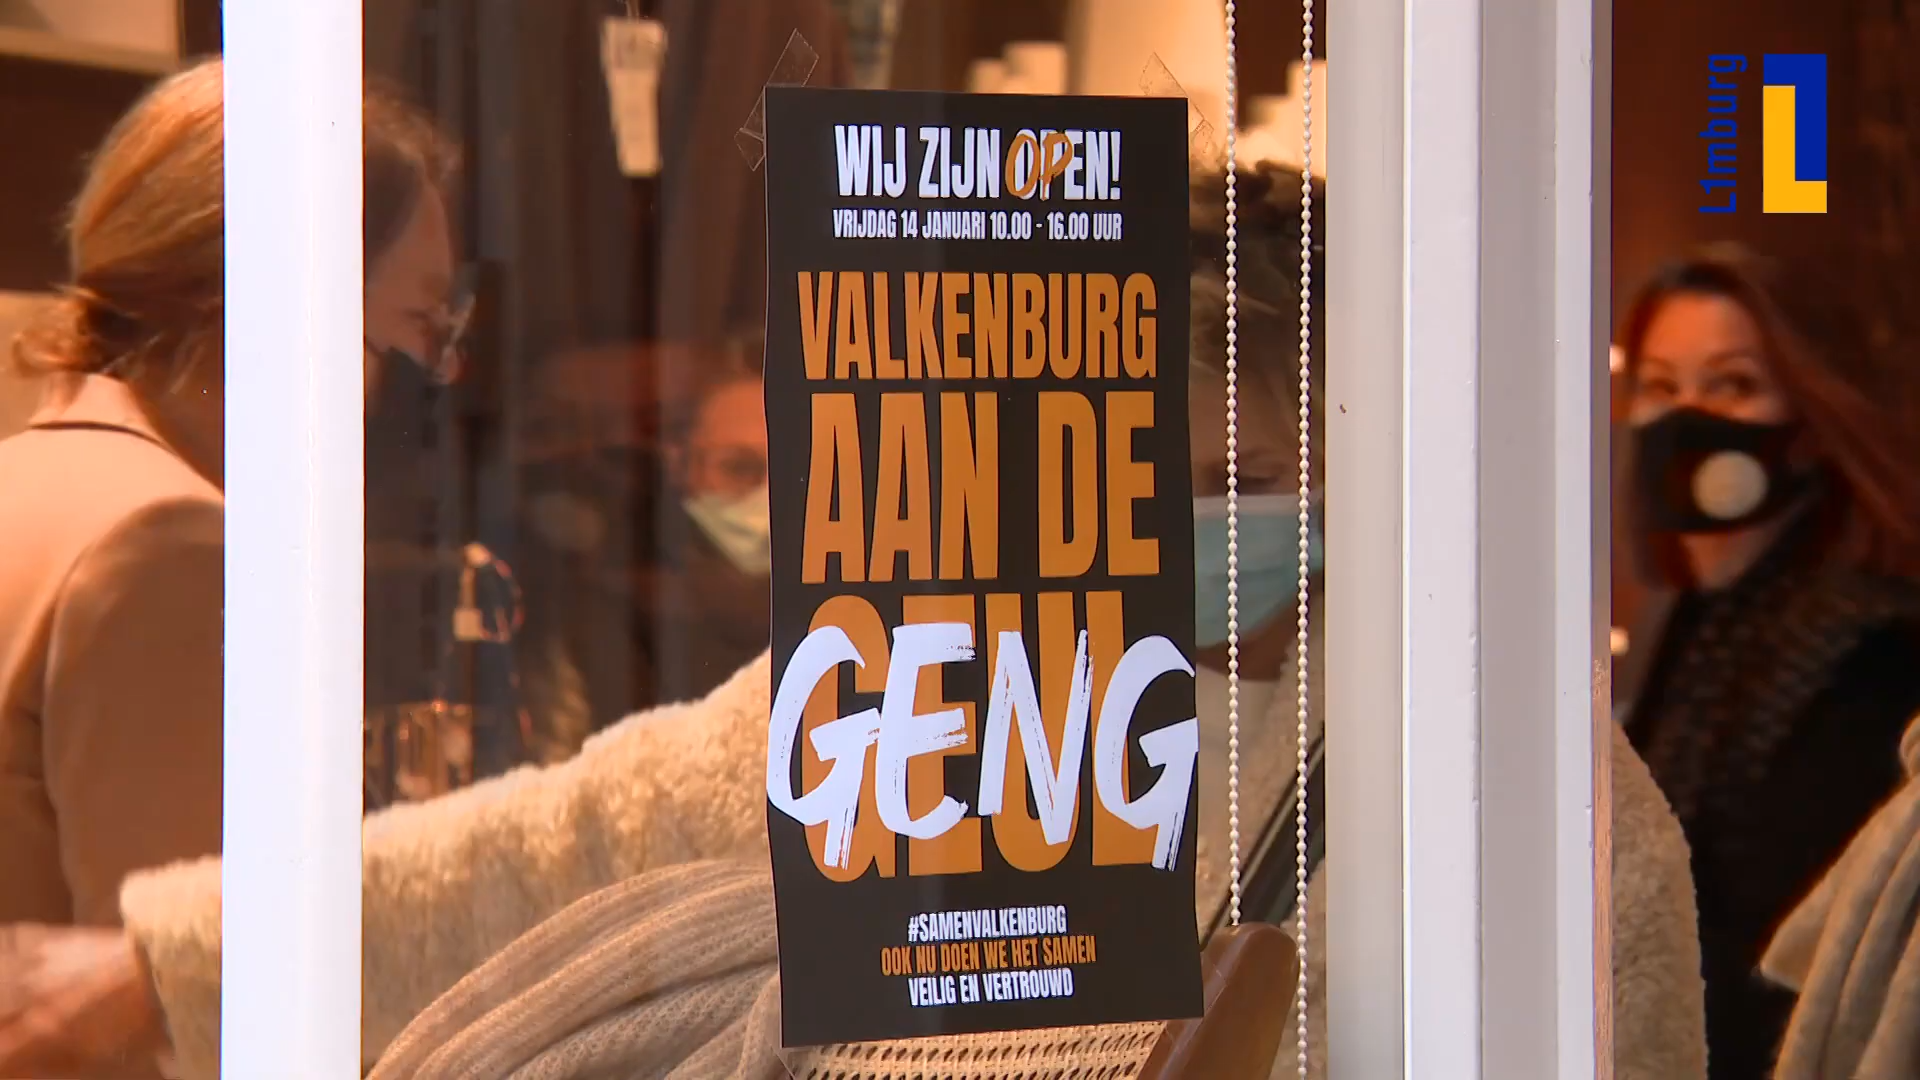 WIJ ZIJN OPEN!
VRIJDAG 14 JANUARI 10.00 - 16.00 UUR
VALKENBURG
AAN DE
GEUL
GENG
#SAMENVALKENBURG
OOK NU DOEN WE HET SAMEN
VEILIG EN VERTROUWD
L1mburg